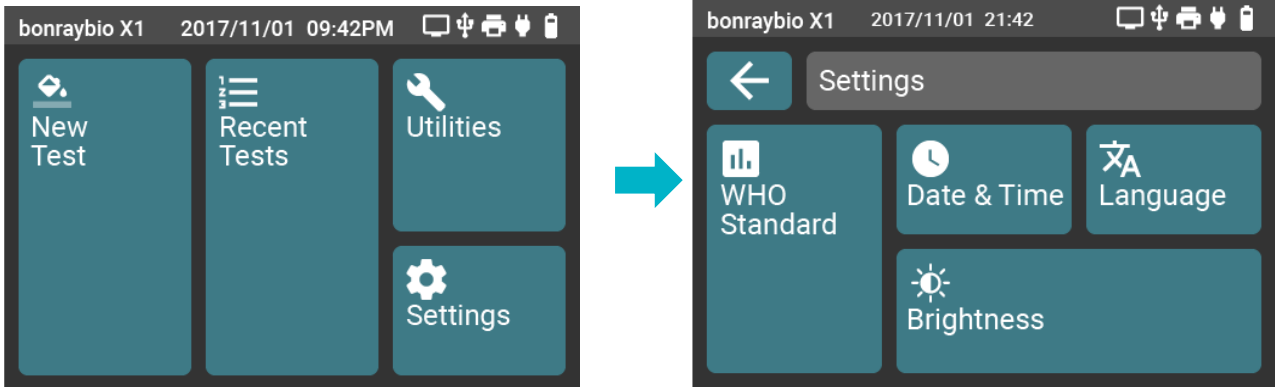 bonraybio X1 2017/11/01 09:42PM
New
Test
Recent
Tests
Utilities
Settings
bonraybio X1 2017/11/01 21:42
Settings
WHO
Standard
Date & Time
Language
Brightness